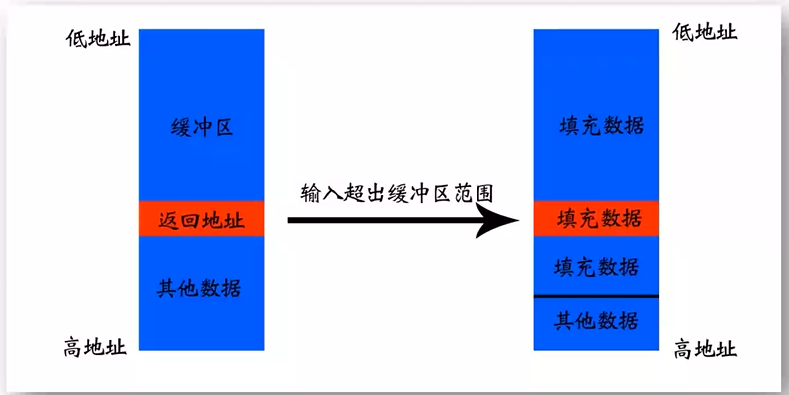 低地址
缓冲区
返回地址
其他数据
高地址
输入超出缓冲区范围
低地址
填充数据
填充数据
填充数据
其他数据
高地址